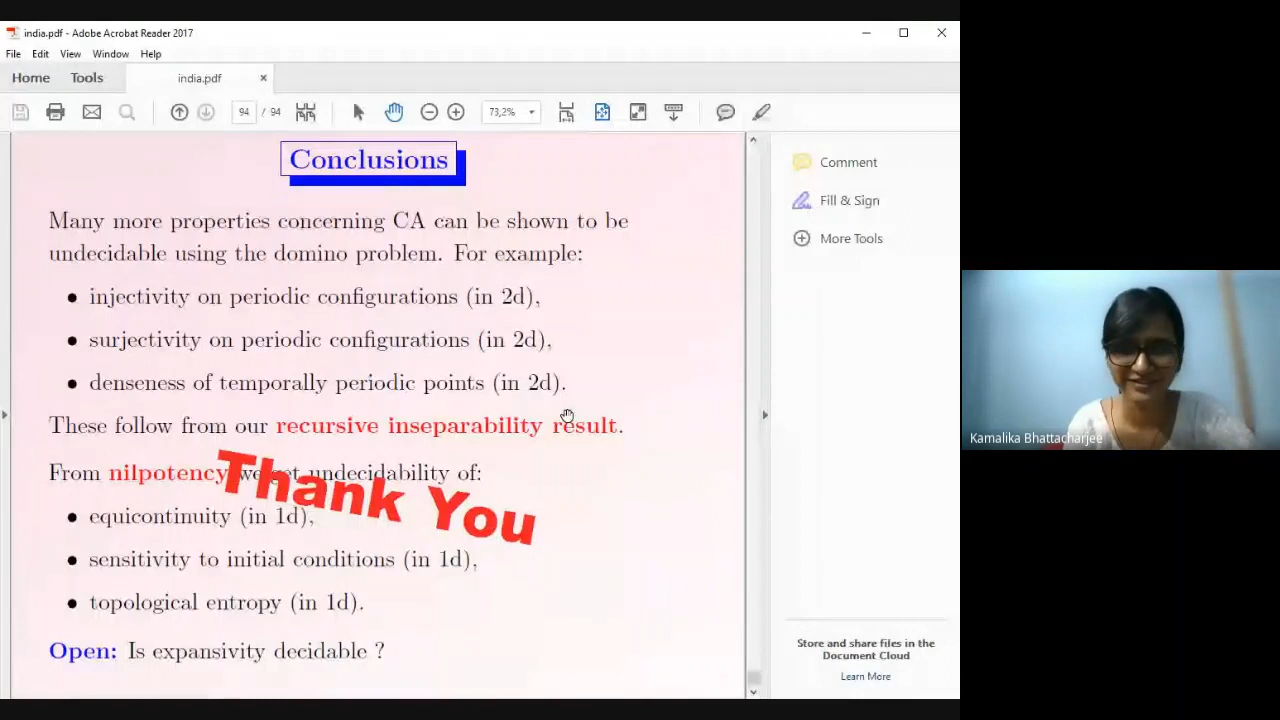 india.pdf - Adobe Acrobat Reader 2017
File Edit View Window Help
Home Tools india.pdf ×
94 / 94 73,2%
Conclusions
Many more properties concerning CA can be shown to be
undecidable using the domino problem. For example:
• injectivity on periodic configurations (in 2d),
• surjectivity on periodic configurations (in 2d),
• denseness of temporally periodic points (in 2d).
These follow from our recursive inseparability result.
From nilpotency we get undecidability of:
Thank You
• equicontinuity (in 1d),
• sensitivity to initial conditions (in 1d),
• topological entropy (in 1d).
Open: Is expansivity decidable ?
Comment
Fill & Sign
More Tools
Store and share files in the
Document Cloud
Learn More
Kamalika Bhattacharjee